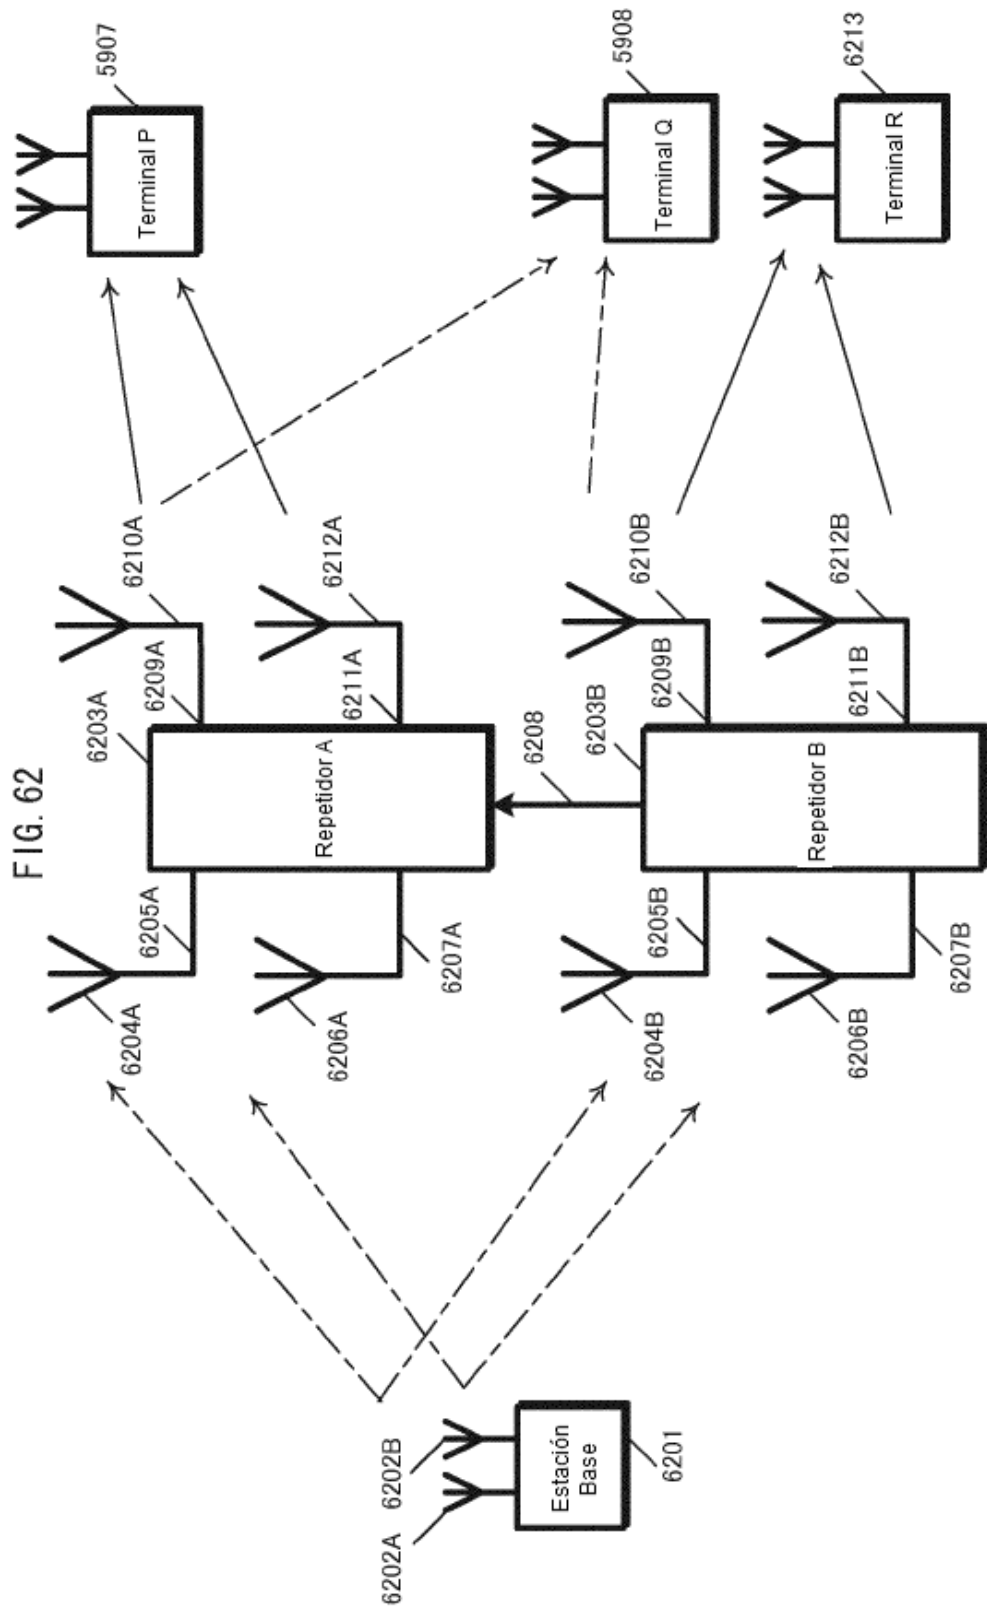 FIG. 62
6202A
6202B
Estación
Base
6201
6204A
6205A
6203A
6209A
6210A
6206A
6207A
Repetidor A
6211A
6212A
6208
6204B
6205B
6203B
6209B
6210B
6206B
6207B
Repetidor B
6211B
6212B
5907
Terminal P
5908
Terminal Q
6213
Terminal R